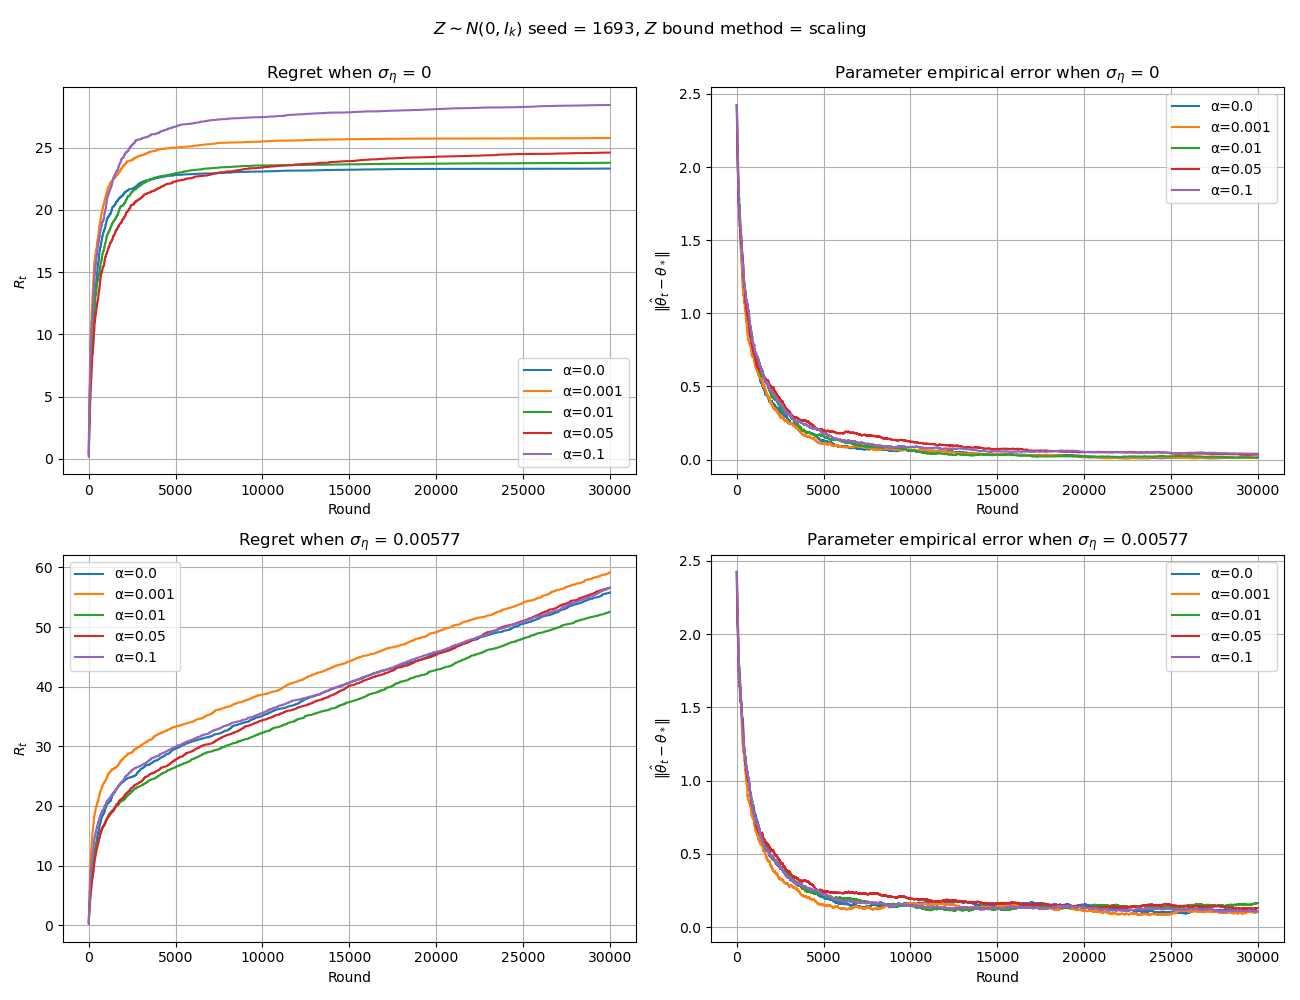 Z ∼ N(0, I_k) seed = 1693, Z bound method = scaling
Regret when σ_η = 0
R_t
25
20
15
10
5
0
α=0.0
α=0.001
α=0.01
α=0.05
α=0.1
0 5000 10000 15000 20000 25000 30000
Round
Parameter empirical error when σ_η = 0
‖θ̂_t − θ_*‖
2.5
2.0
1.5
1.0
0.5
0.0
α=0.0
α=0.001
α=0.01
α=0.05
α=0.1
0 5000 10000 15000 20000 25000 30000
Round
Regret when σ_η = 0.00577
R_t
60
50
40
30
20
10
0
α=0.0
α=0.001
α=0.01
α=0.05
α=0.1
0 5000 10000 15000 20000 25000 30000
Round
Parameter empirical error when σ_η = 0.00577
‖θ̂_t − θ_*‖
2.5
2.0
1.5
1.0
0.5
0.0
α=0.0
α=0.001
α=0.01
α=0.05
α=0.1
0 5000 10000 15000 20000 25000 30000
Round